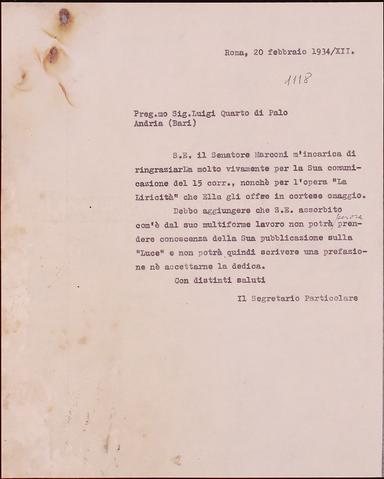 Roma, 20 febbraio 1934/XII.
1118
Preg.mo Sig.Luigi Quarto di Palo
Andria (Bari)
S.E. il Senatore Marconi m'incarica di
ringraziarLa molto vivamente per la Sua comuni-
cazione del 15 corr., nonchè per l'opera "La
Liricità" che Ella gli offre in cortese omaggio.
Debbo aggiungere che S.E. assorbito
com'è dal suo multiforme lavoro non potrà pren-
dere conoscenza della Sua pubblicazione sulla
"Luce" e non potrà quindi scrivere una prefazio-
ne nè accettarne la dedica.
Con distinti saluti
Il Segretario Particolare